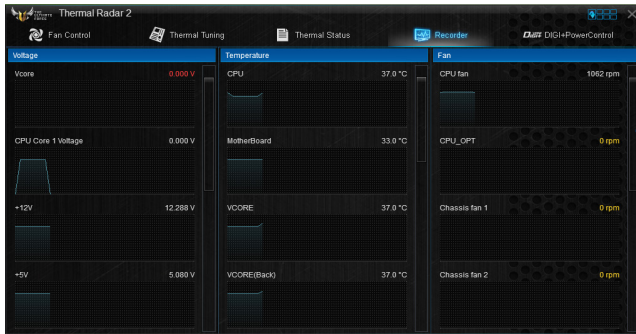 THE ULTIMATE FORCE Thermal Radar 2
Fan Control Thermal Tuning Thermal Status Recorder DIGI+PowerControl
Voltage Temperature Fan
Vcore 0.000 V CPU 37.0 °C CPU fan 1062 rpm
CPU Core 1 Voltage 0.000 V MotherBoard 33.0 °C CPU_OPT 0 rpm
+12V 12.288 V VCORE 37.0 °C Chassis fan 1 0 rpm
+5V 5.080 V VCORE(Back) 37.0 °C Chassis fan 2 0 rpm